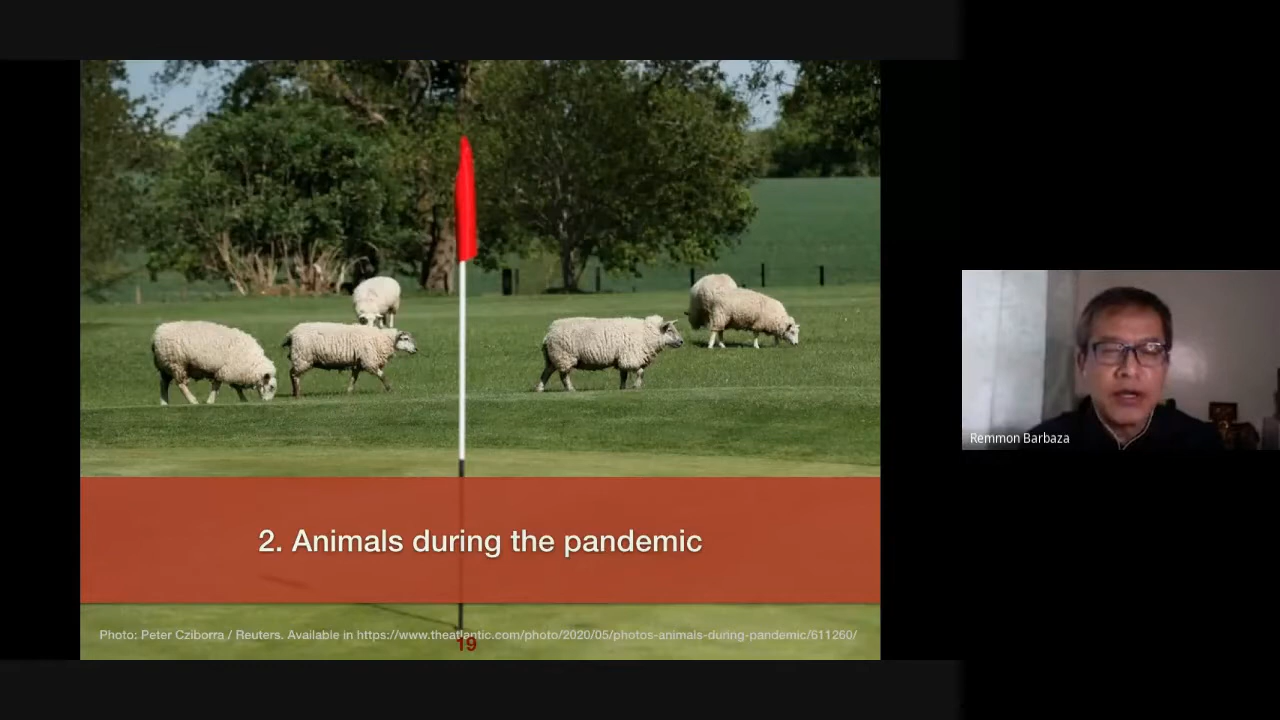 2. Animals during the pandemic
Photo: Peter Cziborra / Reuters. Available in https://www.theatlantic.com/photo/2020/05/photos-animals-during-pandemic/611260/
19
Remmon Barbaza